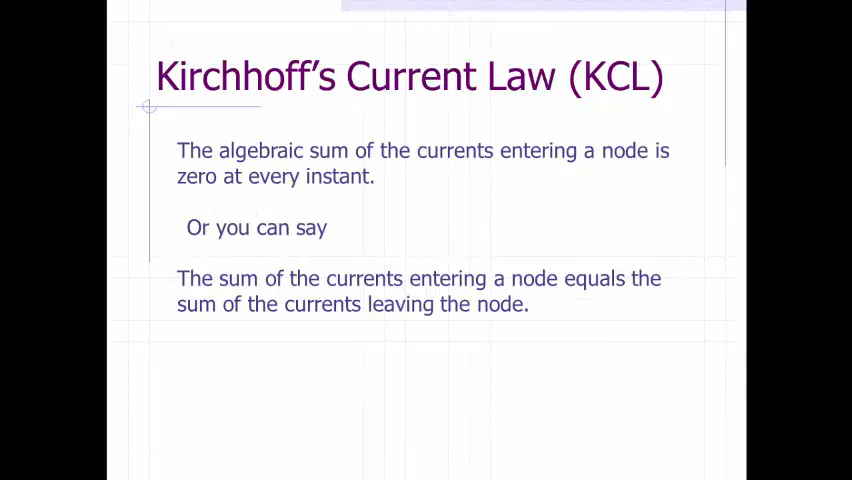 Kirchhoff’s Current Law (KCL)
The algebraic sum of the currents entering a node is
zero at every instant.
Or you can say
The sum of the currents entering a node equals the
sum of the currents leaving the node.